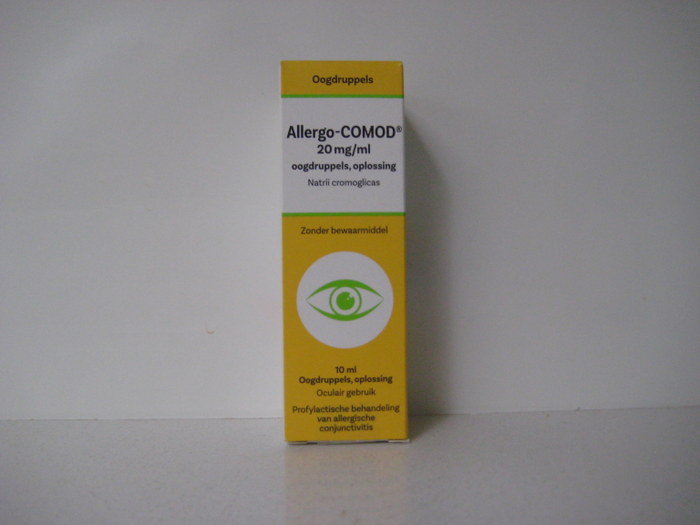 Oogdruppels
Allergo-COMOD®
20 mg/ml
oogdruppels, oplossing
Natrii cromoglicas
Zonder bewaarmiddel
10 ml
Oogdruppels, oplossing
Oculair gebruik
Profylactische behandeling
van allergische
conjunctivitis